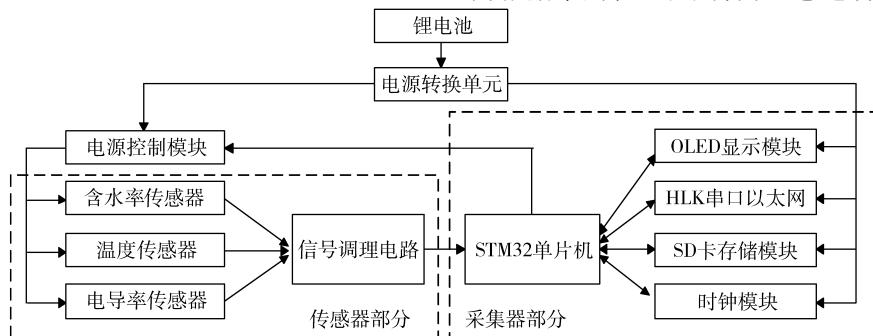 锂电池
电源转换单元
电源控制模块
OLED显示模块
含水率传感器
HLK串口以太网
温度传感器
信号调理电路
STM32单片机
SD卡存储模块
电导率传感器
时钟模块
传感器部分
采集器部分